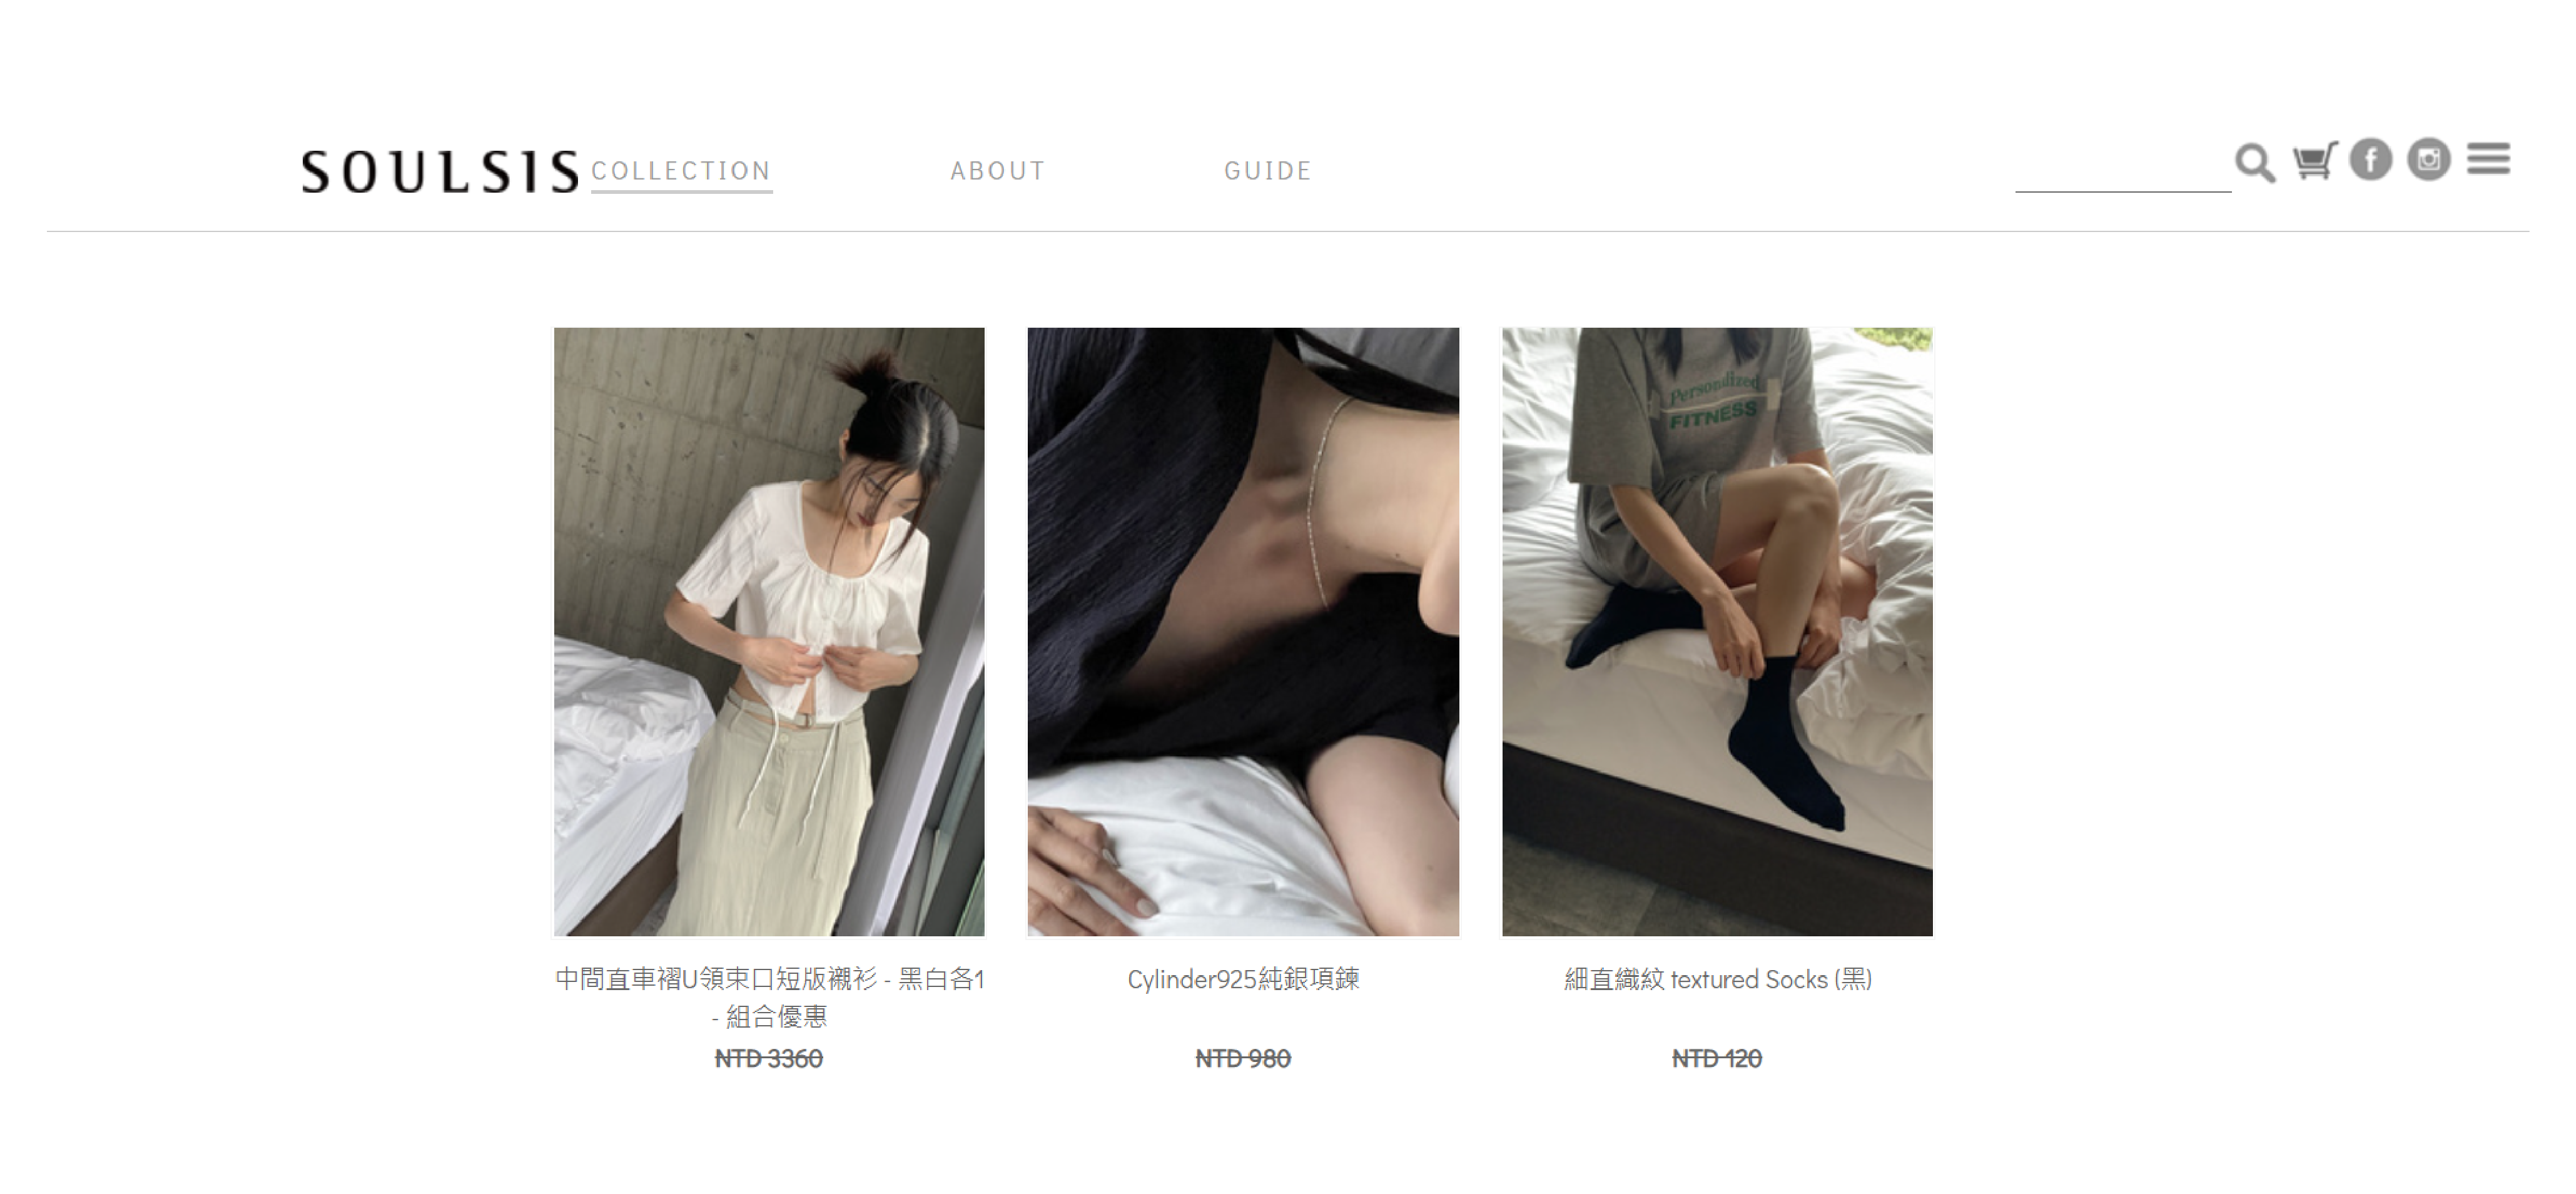 SOULSIS
COLLECTION
ABOUT
GUIDE
Personalized
FITNESS
中間直車褶U領束口短版襯衫 - 黑白各1
- 組合優惠
NTD 3360
Cylinder925純銀項鍊
NTD 980
細直織紋 textured Socks (黑)
NTD 120